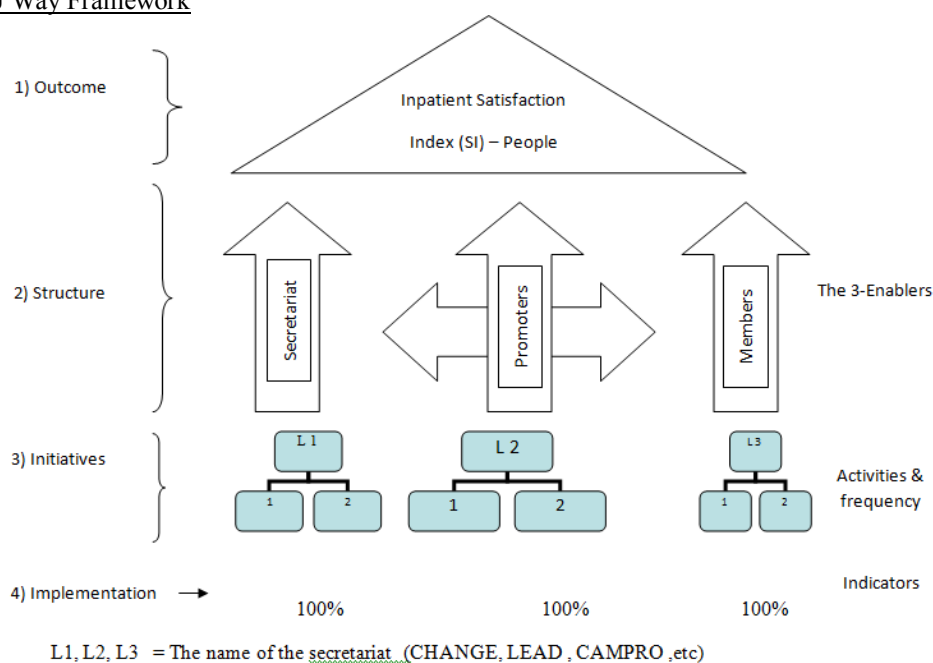 Way Framework
1) Outcome
Inpatient Satisfaction
Index (SI) – People
2) Structure
Secretariat
Promoters
Members
The 3-Enablers
3) Initiatives
L 1
1
2
L 2
1
2
L3
1
2
Activities &
frequency
4) Implementation
100%
100%
100%
Indicators
L1, L2, L3 = The name of the secretariat (CHANGE, LEAD , CAMPRO ,etc)